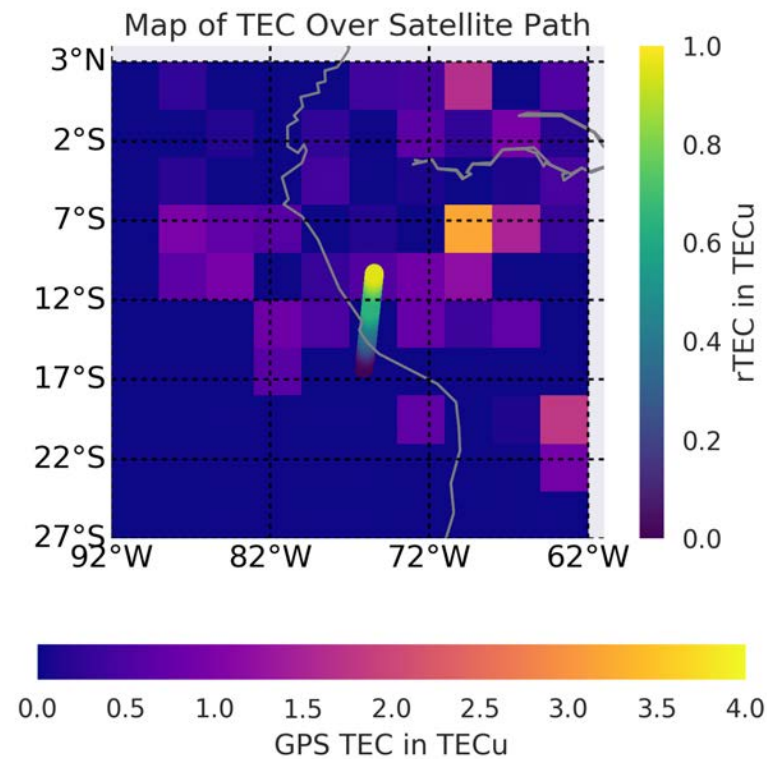 Map of TEC Over Satellite Path
3°N
2°S
7°S
12°S
17°S
22°S
27°S
92°W 82°W 72°W 62°W
1.0
0.8
0.6
0.4
0.2
0.0
rTEC in TECu
0.0 0.5 1.0 1.5 2.0 2.5 3.0 3.5 4.0
GPS TEC in TECu